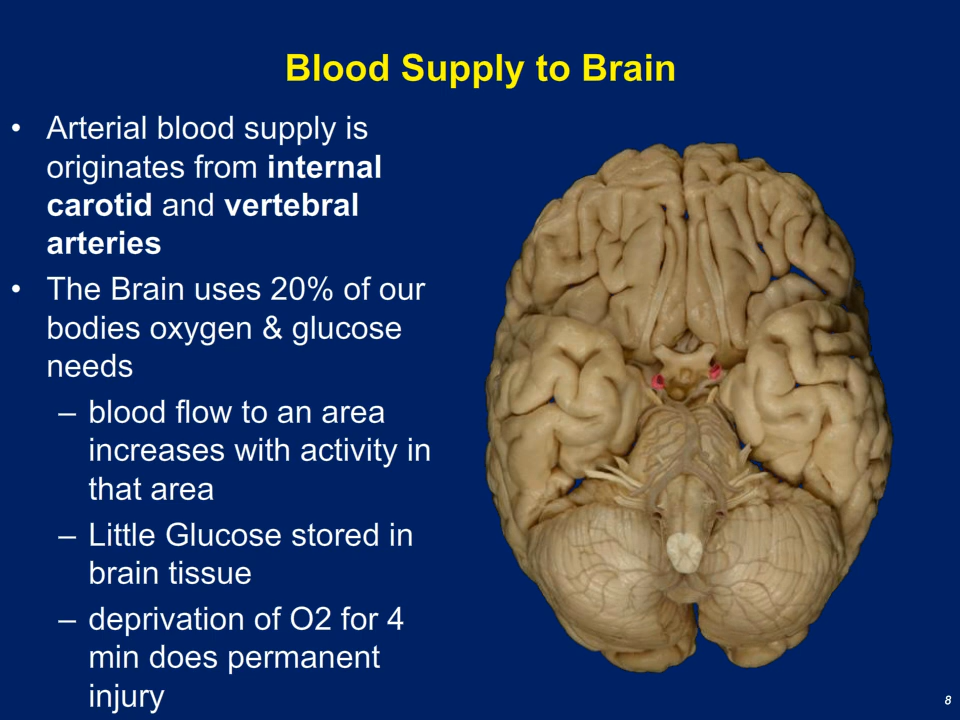 Blood Supply to Brain
• Arterial blood supply is
originates from internal
carotid and vertebral
arteries
• The Brain uses 20% of our
bodies oxygen & glucose
needs
– blood flow to an area
increases with activity in
that area
– Little Glucose stored in
brain tissue
– deprivation of O2 for 4
min does permanent
injury
8